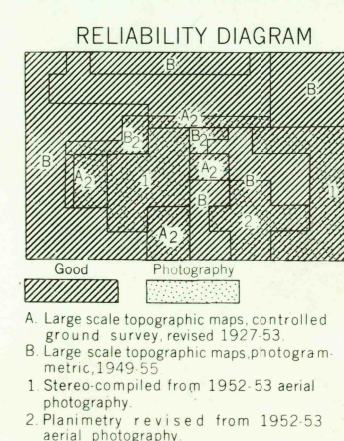 RELIABILITY DIAGRAM
B
B
A2
B2
B2
B
A2
A2
1
B
1
B
2
A2
Good Photography
A. Large scale topographic maps, controlled
ground survey, revised 1927-53.
B. Large scale topographic maps, photogram-
metric, 1949-55.
1. Stereo-compiled from 1952-53 aerial
photography.
2. Planimetry revised from 1952-53
aerial photography.